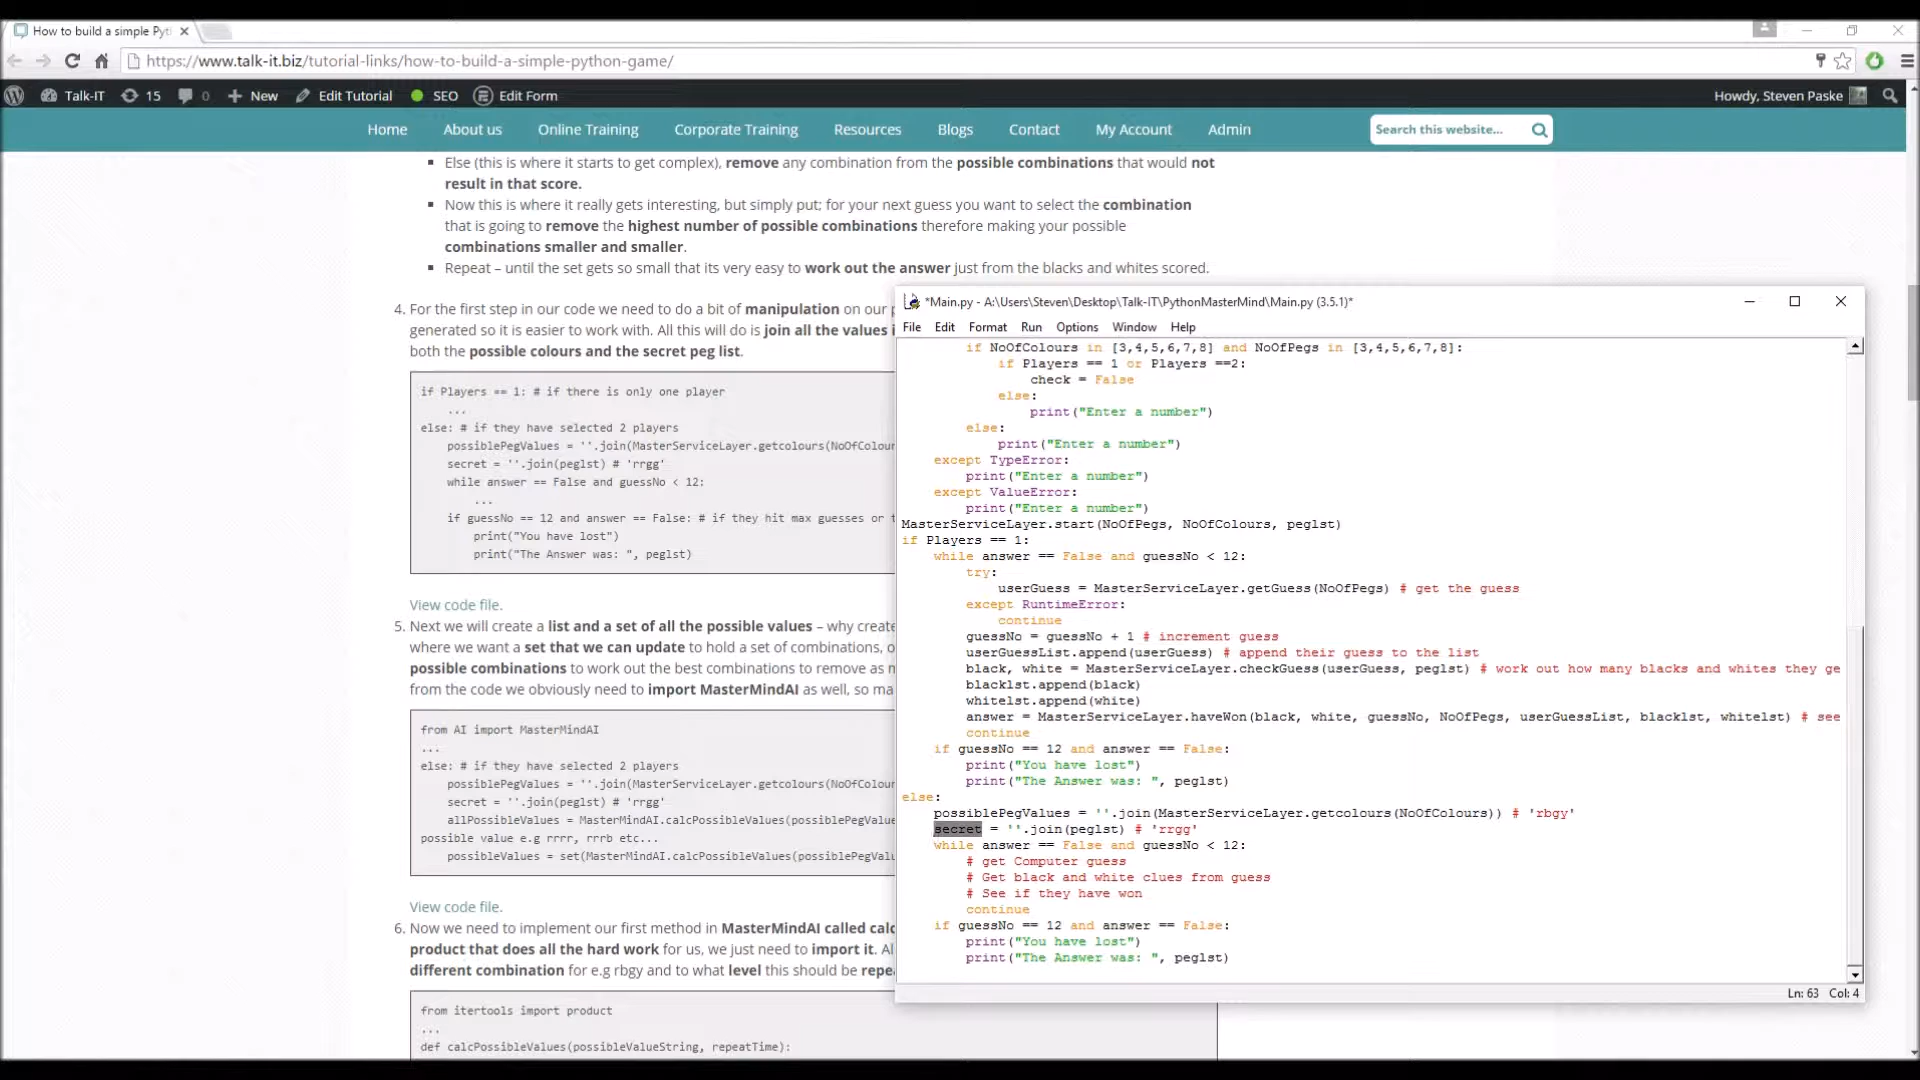 How to build a simple Pyt
https://www.talk-it.biz/tutorial-links/how-to-build-a-simple-python-game/
Talk-IT 15 0 New Edit Tutorial SEO Edit Form Howdy, Steven Paske
Home About us Online Training Corporate Training Resources Blogs Contact My Account Admin Search this website...
Else (this is where it starts to get complex), remove any combination from the possible combinations that would not
result in that score.
Now this is where it really gets interesting, but simply put; for your next guess you want to select the combination
that is going to remove the highest number of possible combinations therefore making your possible
combinations smaller and smaller.
Repeat – until the set gets so small that its very easy to work out the answer just from the blacks and whites scored.
4. For the first step in our code we need to do a bit of manipulation on our p
generated so it is easier to work with. All this will do is join all the values i
both the possible colours and the secret peg list.
if Players == 1: # if there is only one player
...
else: # if they have selected 2 players
possiblePegValues = ''.join(MasterServiceLayer.getcolours(NoOfColour
secret = ''.join(peglst) # 'rrgg'
while answer == False and guessNo < 12:
...
if guessNo == 12 and answer == False: # if they hit max guesses or t
print("You have lost")
print("The Answer was: ", peglst)
View code file.
5. Next we will create a list and a set of all the possible values – why create
where we want a set that we can update to hold a set of combinations, o
possible combinations to work out the best combinations to remove as m
from the code we obviously need to import MasterMindAI as well, so ma
from AI import MasterMindAI
...
else: # if they have selected 2 players
possiblePegValues = ''.join(MasterServiceLayer.getcolours(NoOfColour
secret = ''.join(peglst) # 'rrgg'
allPossibleValues = MasterMindAI.calcPossibleValues(possiblePegValue
possible value e.g rrrr, rrrb etc...
possibleValues = set(MasterMindAI.calcPossibleValues(possiblePegValu
View code file.
6. Now we need to implement our first method in MasterMindAI called calc
product that does all the hard work for us, we just need to import it. Al
different combination for e.g rbgy and to what level this should be repea
from itertools import product
...
def calcPossibleValues(possibleValueString, repeatTime):
*Main.py - A:\Users\Steven\Desktop\Talk-IT\PythonMasterMind\Main.py (3.5.1)*
File Edit Format Run Options Window Help
if NoOfColours in [3,4,5,6,7,8] and NoOfPegs in [3,4,5,6,7,8]:
if Players == 1 or Players ==2:
check = False
else:
print("Enter a number")
else:
print("Enter a number")
except TypeError:
print("Enter a number")
except ValueError:
print("Enter a number")
MasterServiceLayer.start(NoOfPegs, NoOfColours, peglst)
if Players == 1:
while answer == False and guessNo < 12:
try:
userGuess = MasterServiceLayer.getGuess(NoOfPegs) # get the guess
except RuntimeError:
continue
guessNo = guessNo + 1 # increment guess
userGuessList.append(userGuess) # append their guess to the list
black, white = MasterServiceLayer.checkGuess(userGuess, peglst) # work out how many blacks and whites they ge
blacklst.append(black)
whitelst.append(white)
answer = MasterServiceLayer.haveWon(black, white, guessNo, NoOfPegs, userGuessList, blacklst, whitelst) # see
continue
if guessNo == 12 and answer == False:
print("You have lost")
print("The Answer was: ", peglst)
else:
possiblePegValues = ''.join(MasterServiceLayer.getcolours(NoOfColours)) # 'rbgy'
secret = ''.join(peglst) # 'rrgg'
while answer == False and guessNo < 12:
# get Computer guess
# Get black and white clues from guess
# See if they have won
continue
if guessNo == 12 and answer == False:
print("You have lost")
print("The Answer was: ", peglst)
Ln: 63 Col: 4